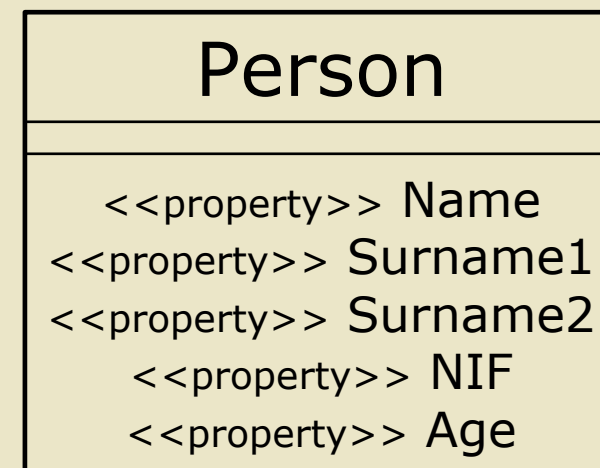 Person
<<property>> Name
<<property>> Surname1
<<property>> Surname2
<<property>> NIF
<<property>> Age